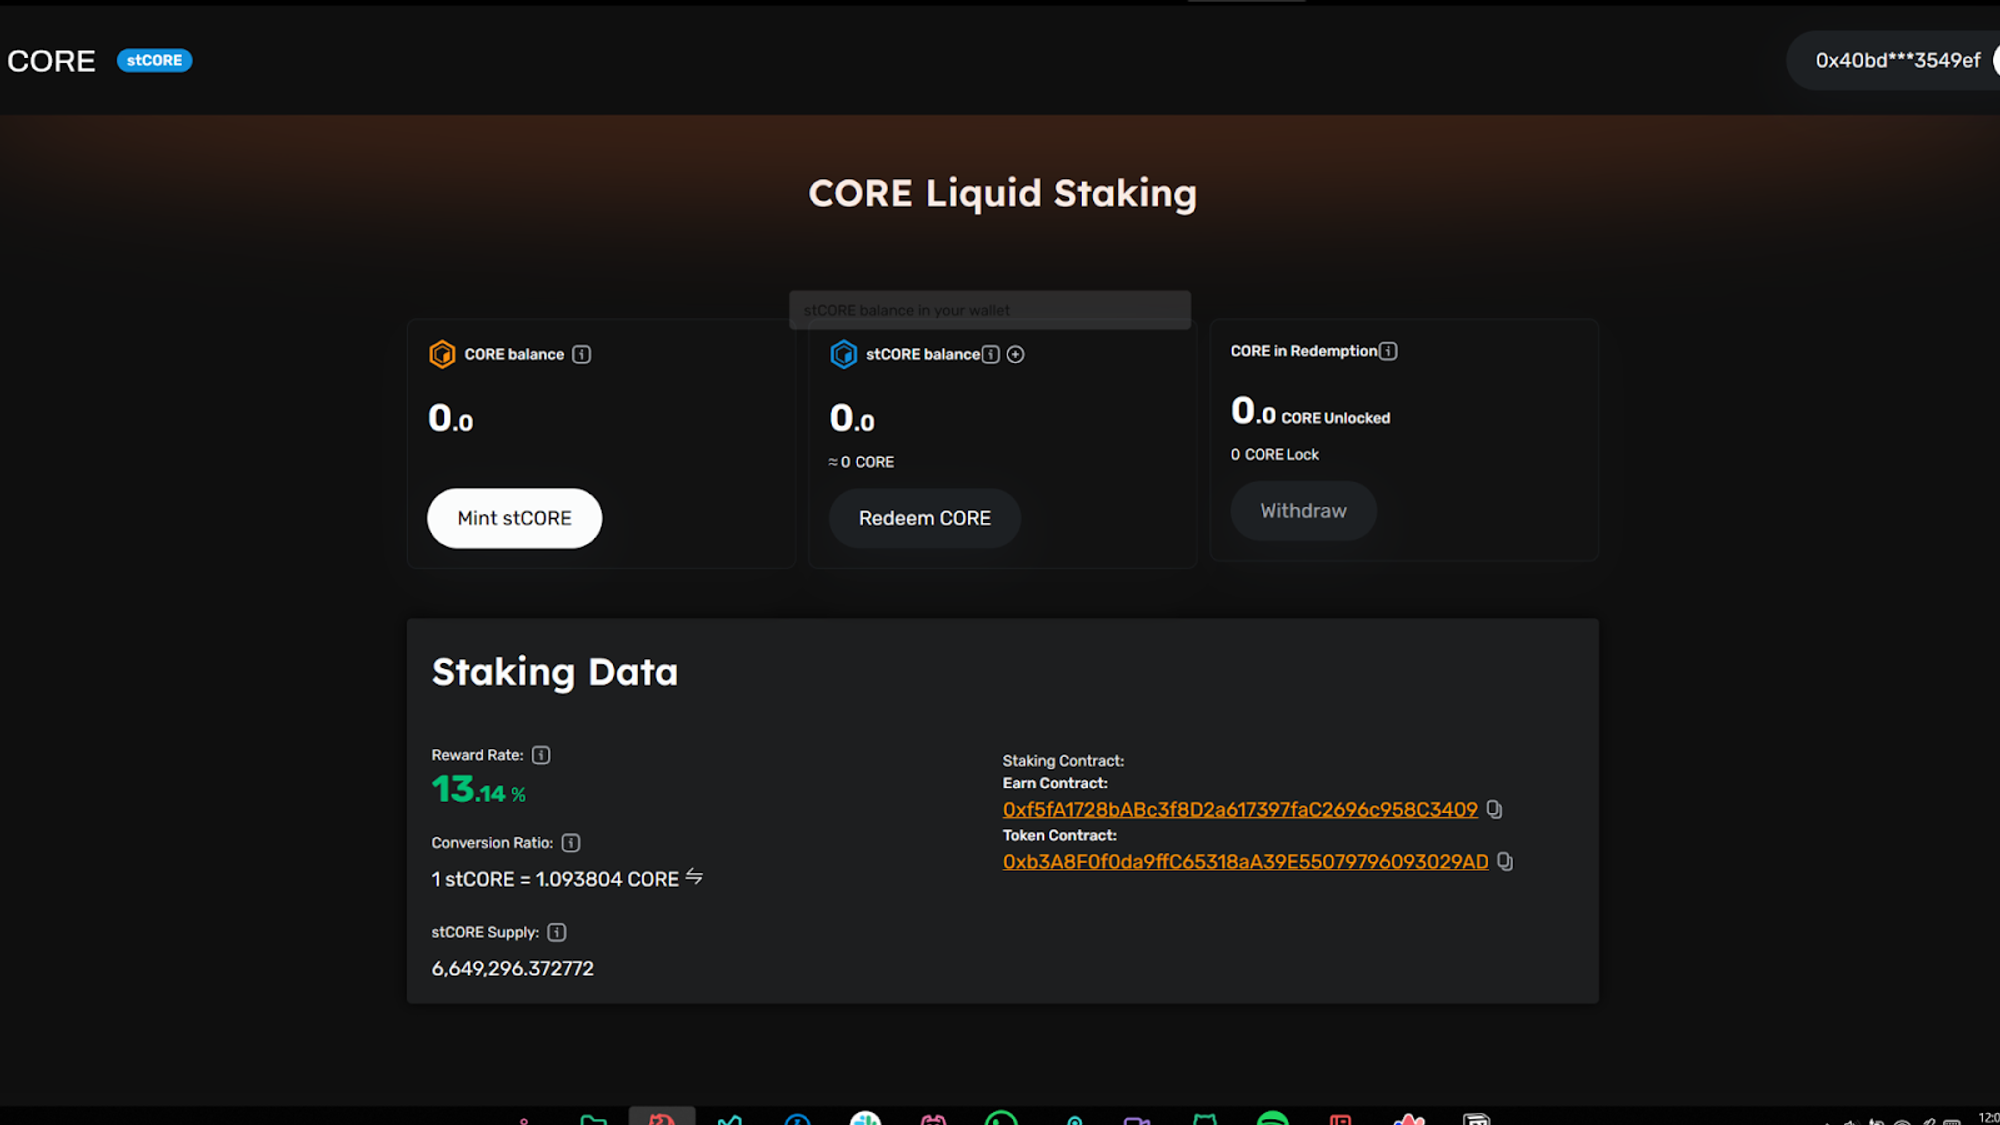 CORE stCORE
0x40bd***3549ef
CORE Liquid Staking
stCORE balance in your wallet
CORE balance
0.0
Mint stCORE
stCORE balance
0.0
≈ 0 CORE
Redeem CORE
CORE in Redemption
0.0 CORE Unlocked
0 CORE Lock
Withdraw
Staking Data
Reward Rate:
13.14 %
Conversion Ratio:
1 stCORE = 1.093804 CORE
stCORE Supply:
6,649,296.372772
Staking Contract:
Earn Contract:
0xf5fA1728bABc3f8D2a617397faC2696c958C3409
Token Contract:
0xb3A8F0f0da9ffC65318aA39E55079796093029AD